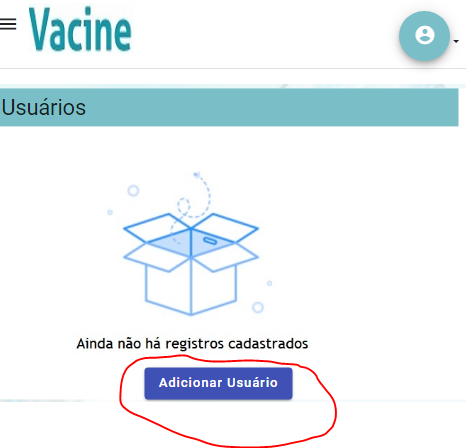 Vacine
Usuários
Ainda não há registros cadastrados
Adicionar Usuário